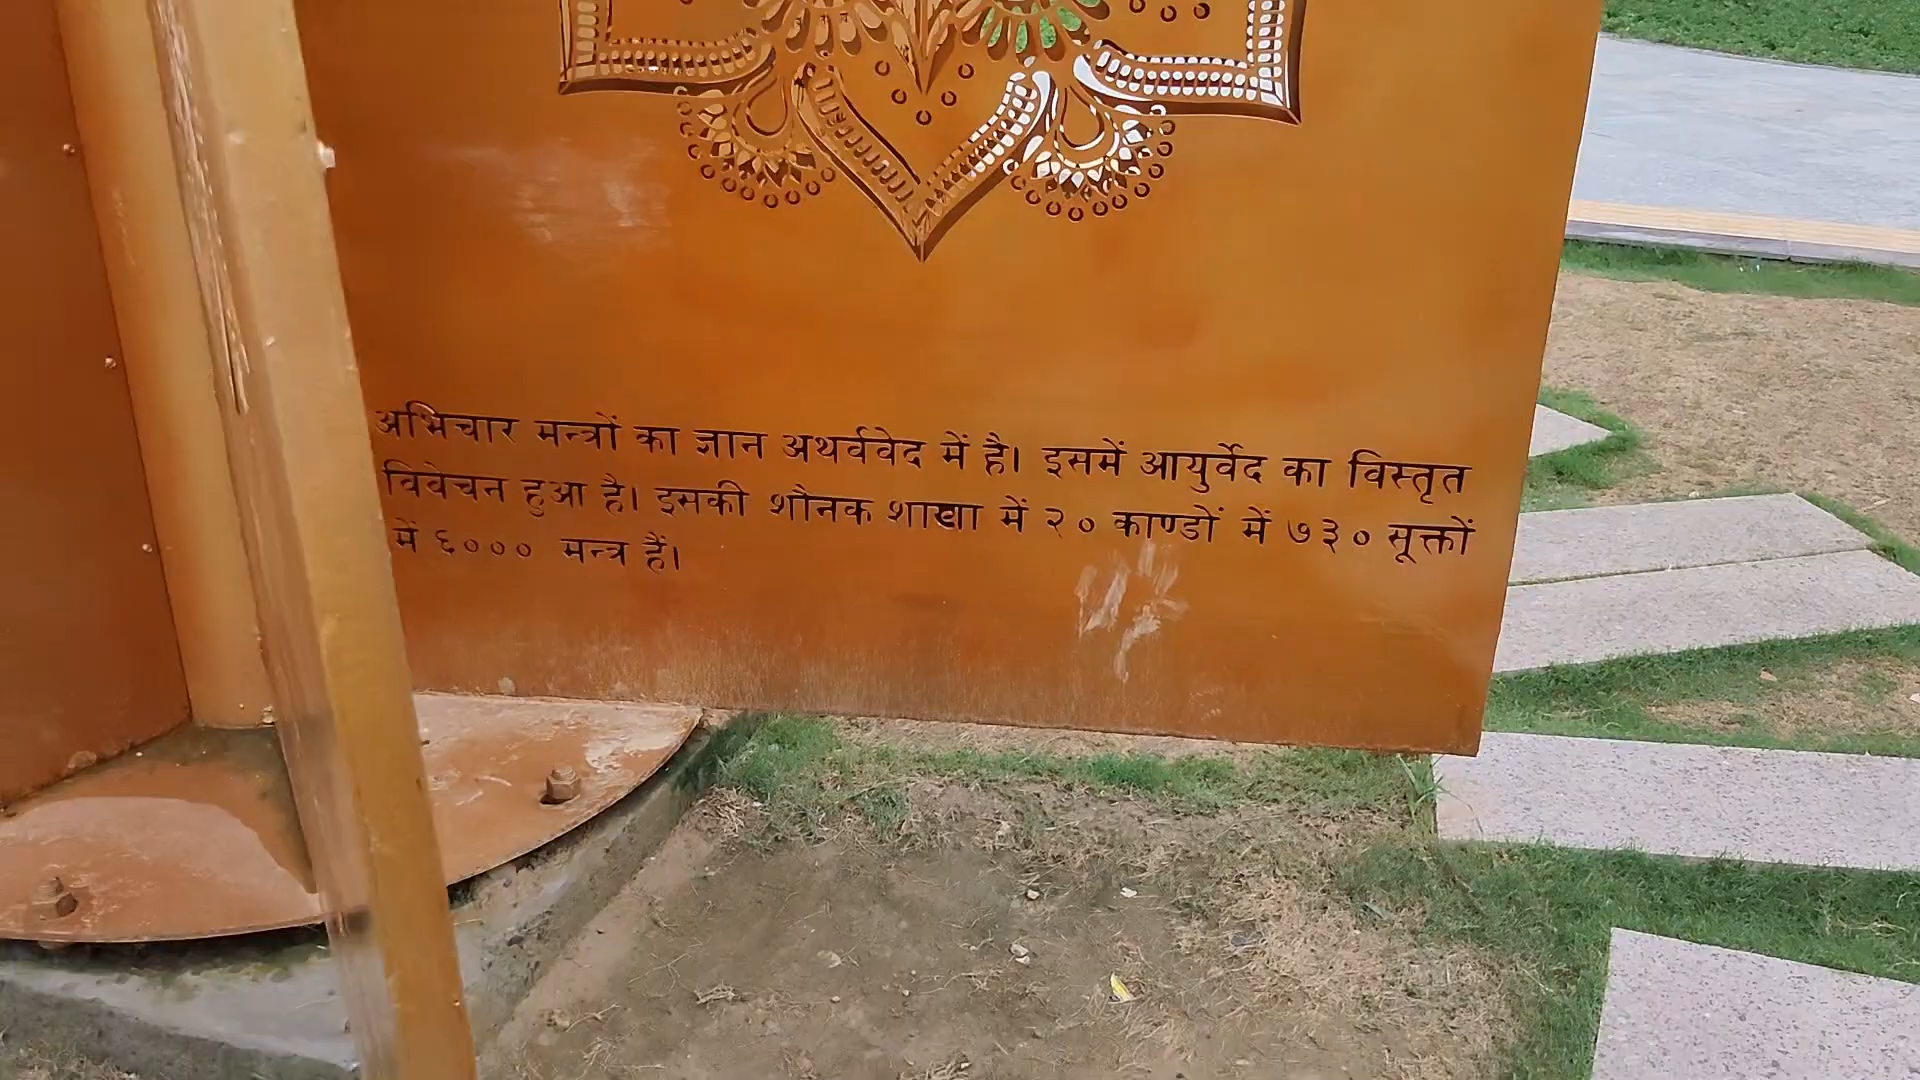 अभिचार मन्त्रों का ज्ञान अथर्ववेद में है। इसमें आयुर्वेद का विस्तृत
विवेचन हुआ है। इसकी शौनक शाखा में २० काण्डों में ७३० सूक्तों
में ६००० मन्त्र हैं।